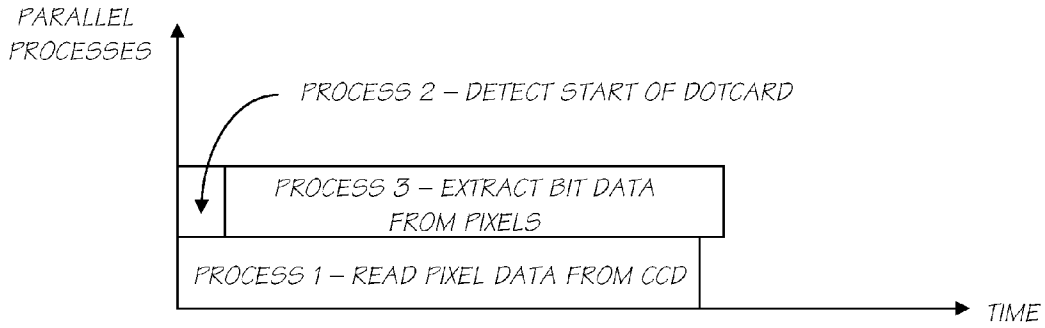 PARALLEL
PROCESSES
PROCESS 2 – DETECT START OF DOTCARD
PROCESS 3 – EXTRACT BIT DATA
FROM PIXELS
PROCESS 1 – READ PIXEL DATA FROM CCD
TIME